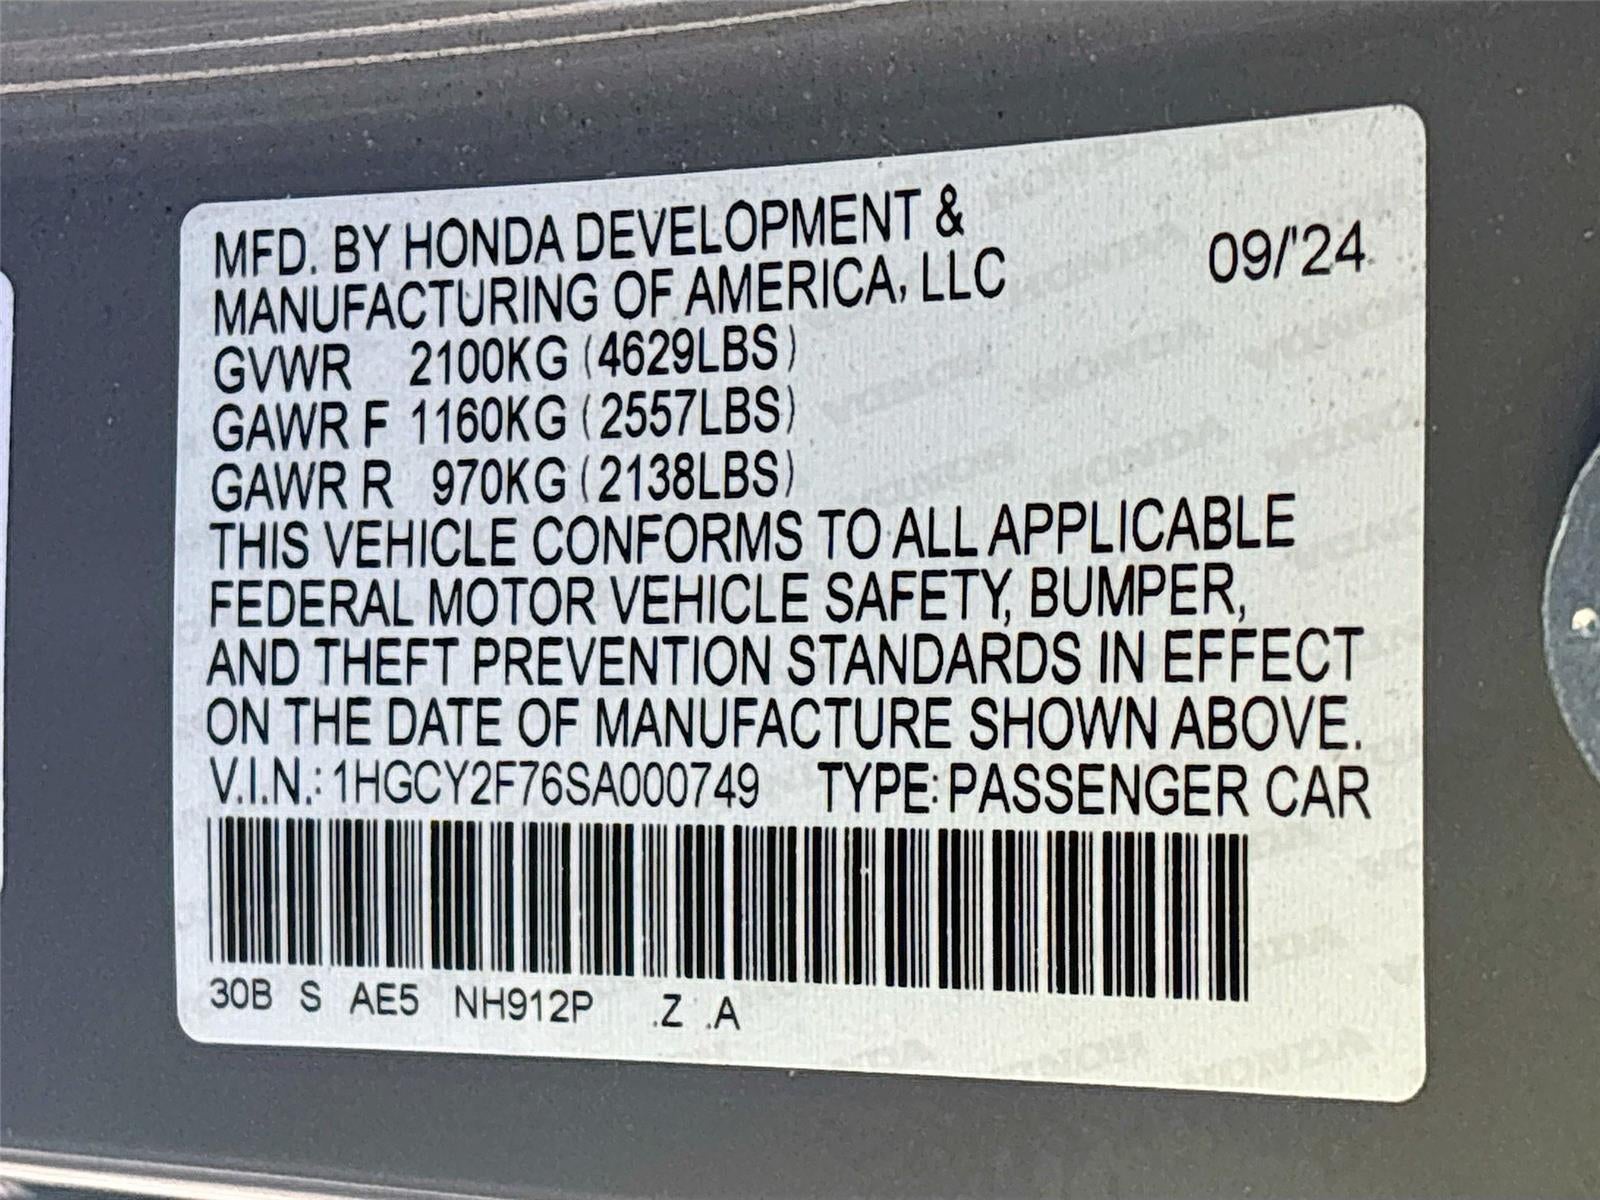 MFD. BY HONDA DEVELOPMENT &
MANUFACTURING OF AMERICA, LLC 09/'24
GVWR 2100KG (4629LBS)
GAWR F 1160KG (2557LBS)
GAWR R 970KG (2138LBS)
THIS VEHICLE CONFORMS TO ALL APPLICABLE
FEDERAL MOTOR VEHICLE SAFETY, BUMPER,
AND THEFT PREVENTION STANDARDS IN EFFECT
ON THE DATE OF MANUFACTURE SHOWN ABOVE.
V.I.N.: 1HGCY2F76SA000749 TYPE: PASSENGER CAR
30B S AE5 NH912P .Z .A